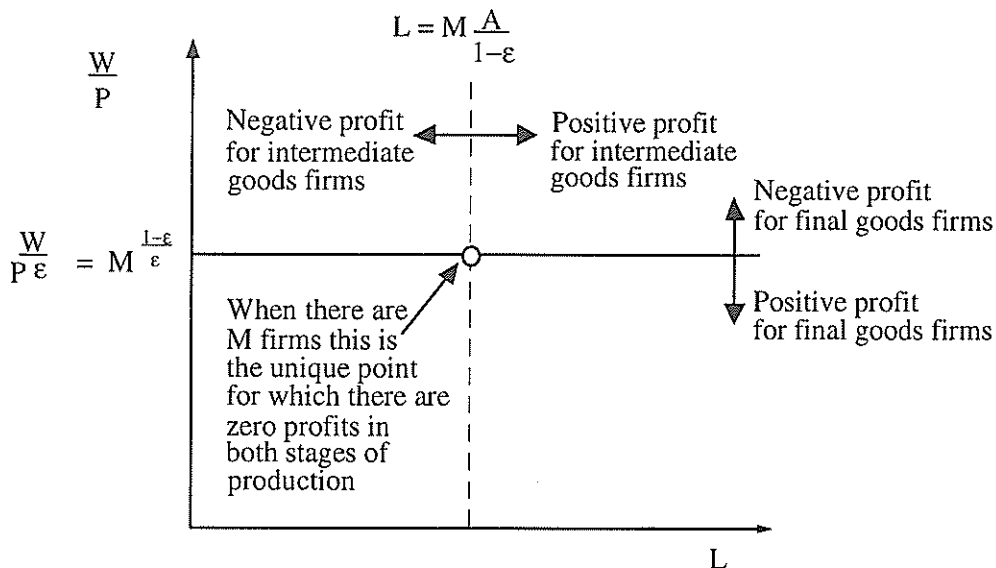 L = M A/1-ε
W/P
Negative profit
for intermediate
goods firms
Positive profit
for intermediate
goods firms
Negative profit
for final goods firms
W/P ε = M^(1-ε/ε)
Positive profit
for final goods firms
When there are
M firms this is
the unique point
for which there are
zero profits in
both stages of
production
L